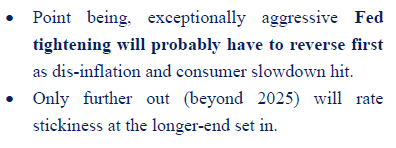 • Point being, exceptionally aggressive Fed
tightening will probably have to reverse first
as dis-inflation and consumer slowdown hit.
• Only further out (beyond 2025) will rate
stickiness at the longer-end set in.